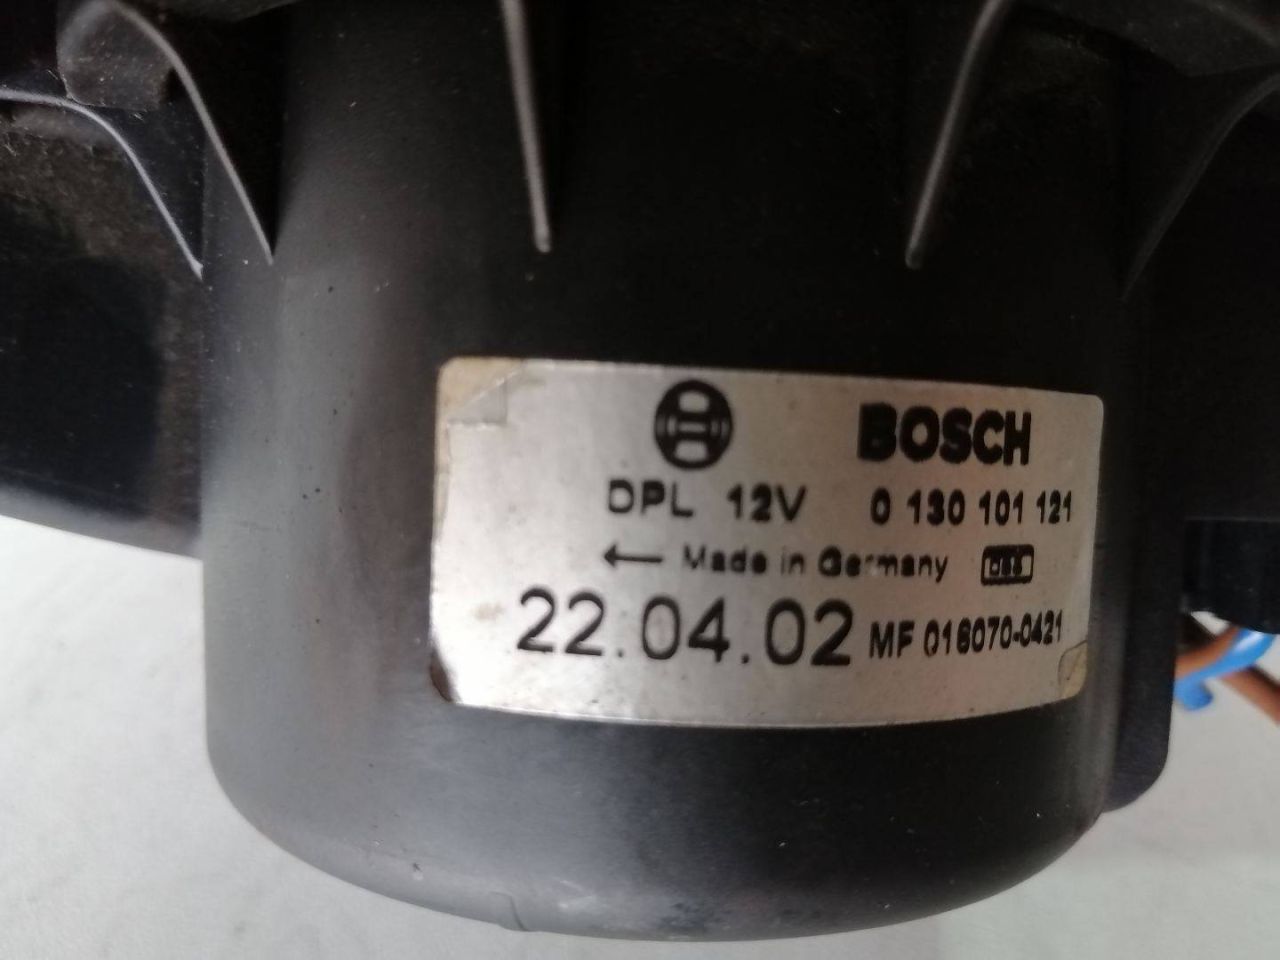 BOSCH
DPL 12V 0 130 101 121
← Made in Germany
22.04.02 MF 016070-0421